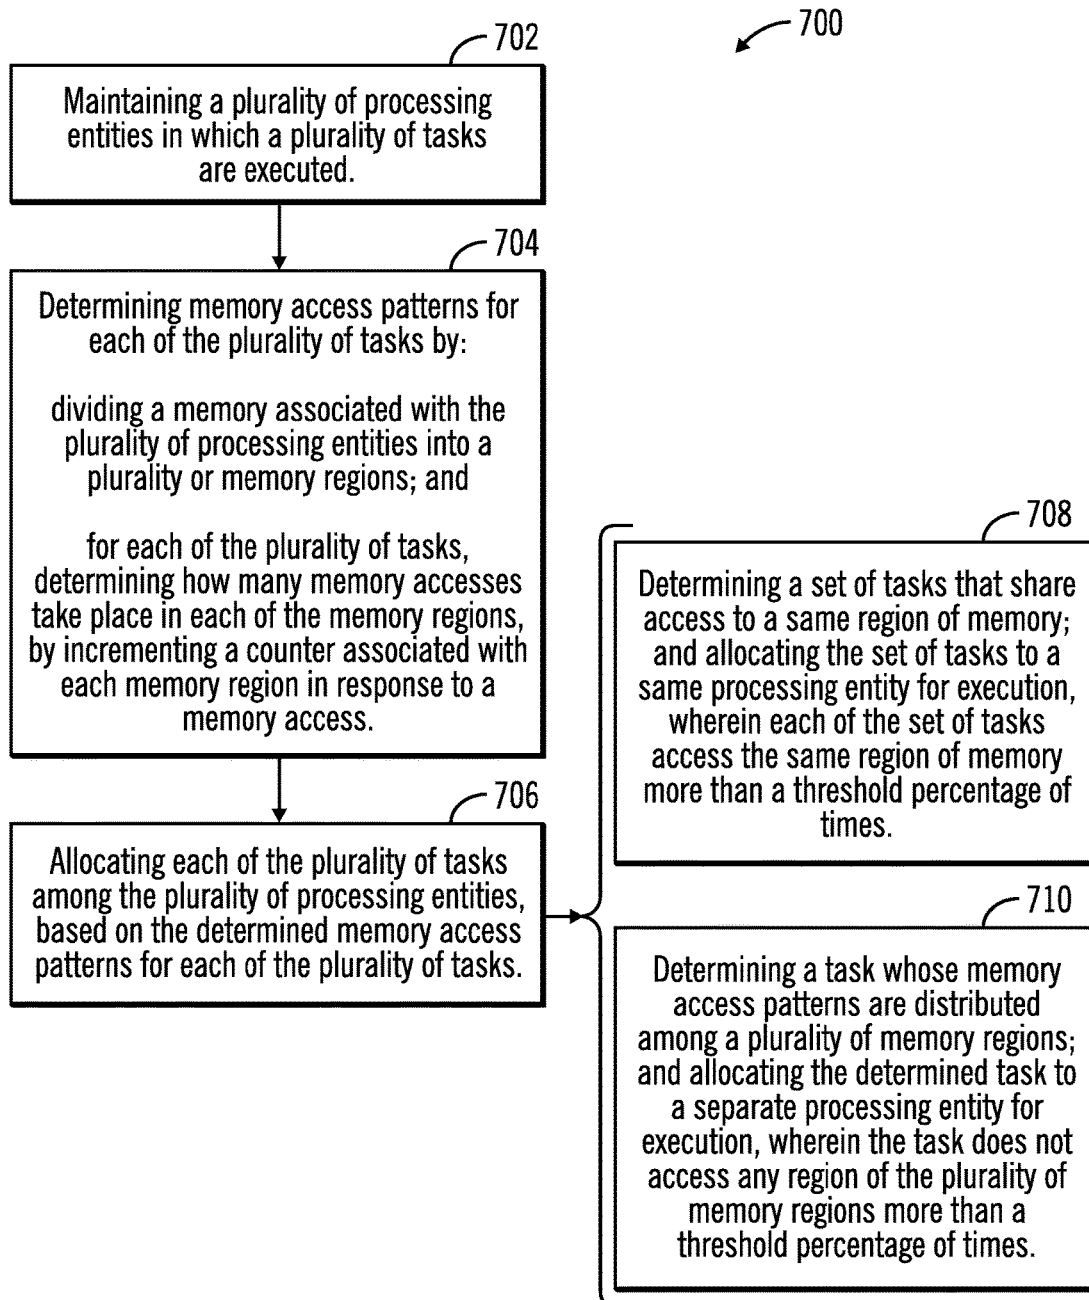 700
702
Maintaining a plurality of processing
entities in which a plurality of tasks
are executed.
704
Determining memory access patterns for
each of the plurality of tasks by:
dividing a memory associated with the
plurality of processing entities into a
plurality or memory regions; and
for each of the plurality of tasks,
determining how many memory accesses
take place in each of the memory regions,
by incrementing a counter associated with
each memory region in response to a
memory access.
706
Allocating each of the plurality of tasks
among the plurality of processing entities,
based on the determined memory access
patterns for each of the plurality of tasks.
708
Determining a set of tasks that share
access to a same region of memory;
and allocating the set of tasks to a
same processing entity for execution,
wherein each of the set of tasks
access the same region of memory
more than a threshold percentage of
times.
710
Determining a task whose memory
access patterns are distributed
among a plurality of memory regions;
and allocating the determined task to
a separate processing entity for
execution, wherein the task does not
access any region of the plurality of
memory regions more than a
threshold percentage of times.